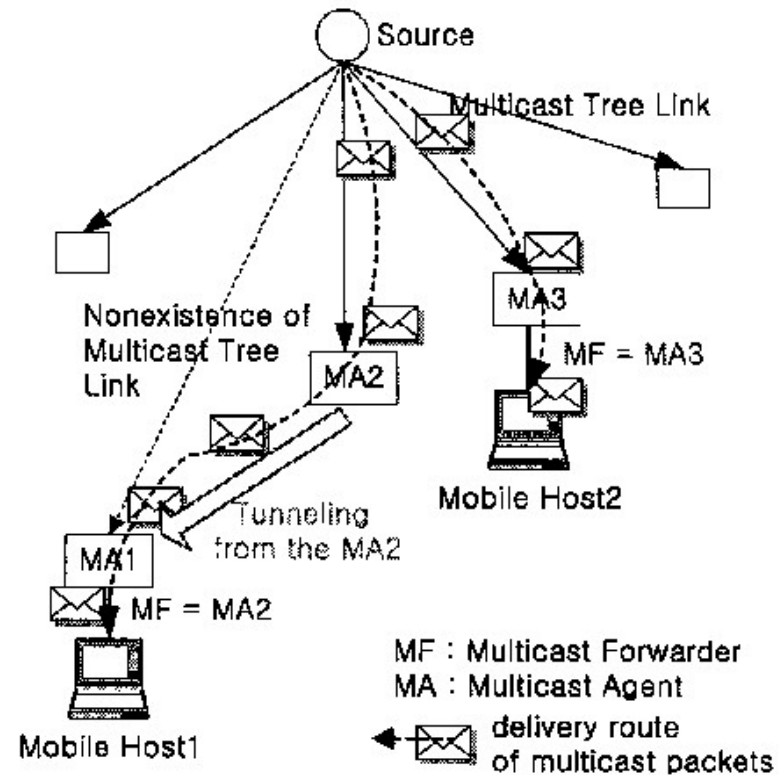 Source
Multicast Tree Link
Nonexistence of
Multicast Tree
Link
MA2
MA3
MF = MA3
Mobile Host2
Tunneling
from the MA2
MA1
MF = MA2
Mobile Host1
MF : Multicast Forwarder
MA : Multicast Agent
delivery route
of multicast packets